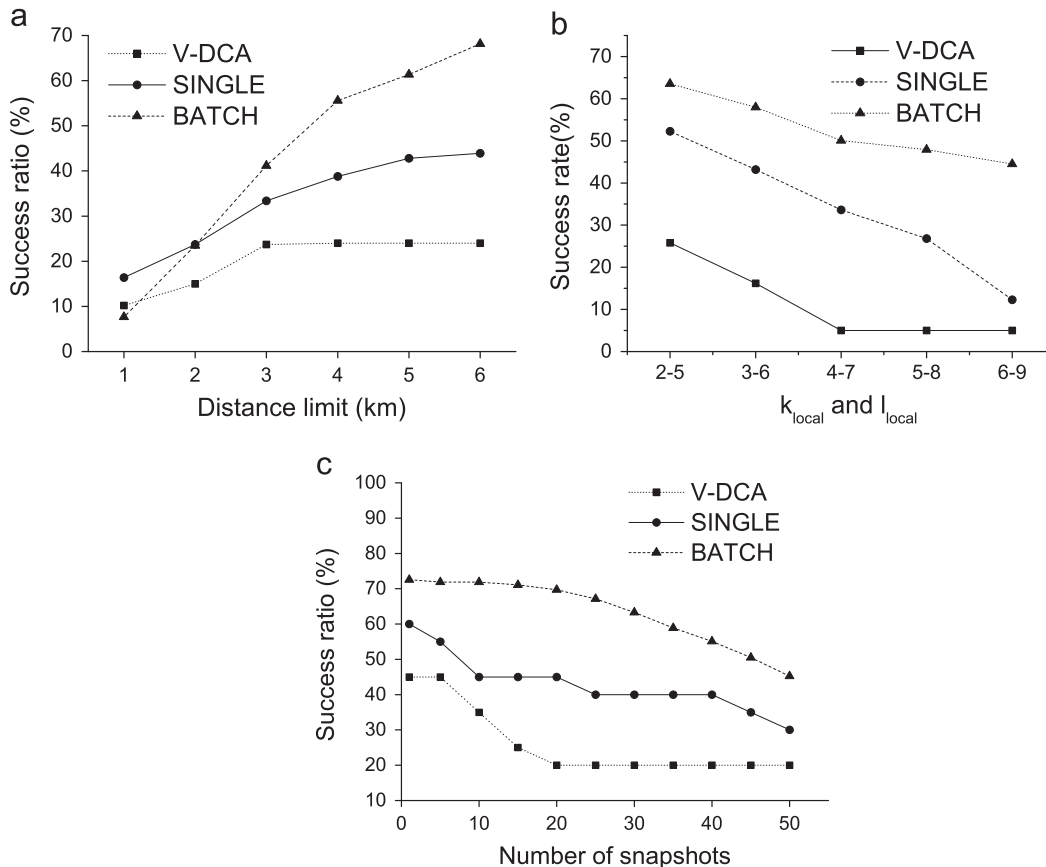 a
V-DCA
SINGLE
BATCH
Success ratio (%)
70
60
50
40
30
20
10
0
1 2 3 4 5 6
Distance limit (km)
b
V-DCA
SINGLE
BATCH
Success rate(%)
70
60
50
40
30
20
10
0
2-5 3-6 4-7 5-8 6-9
k_local and l_local
c
V-DCA
SINGLE
BATCH
Success ratio (%)
100
90
80
70
60
50
40
30
20
10
0 10 20 30 40 50
Number of snapshots